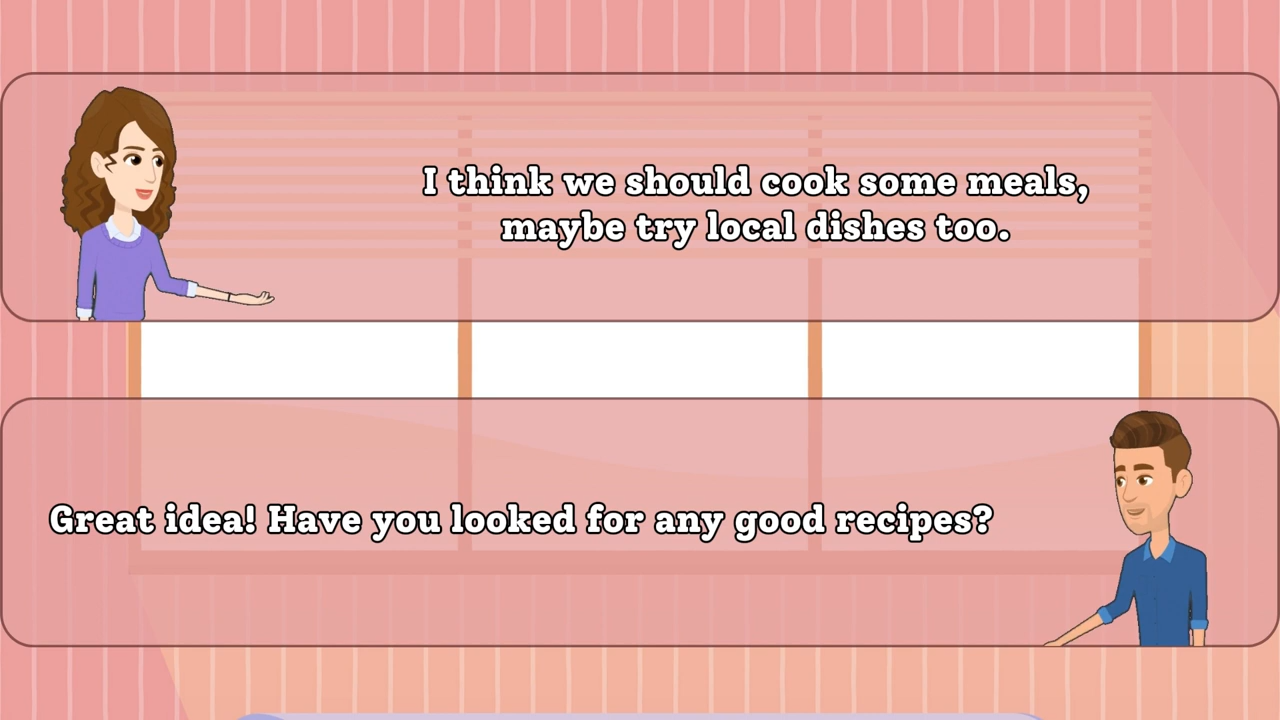 I think we should cook some meals,
maybe try local dishes too.
Great idea! Have you looked for any good recipes?